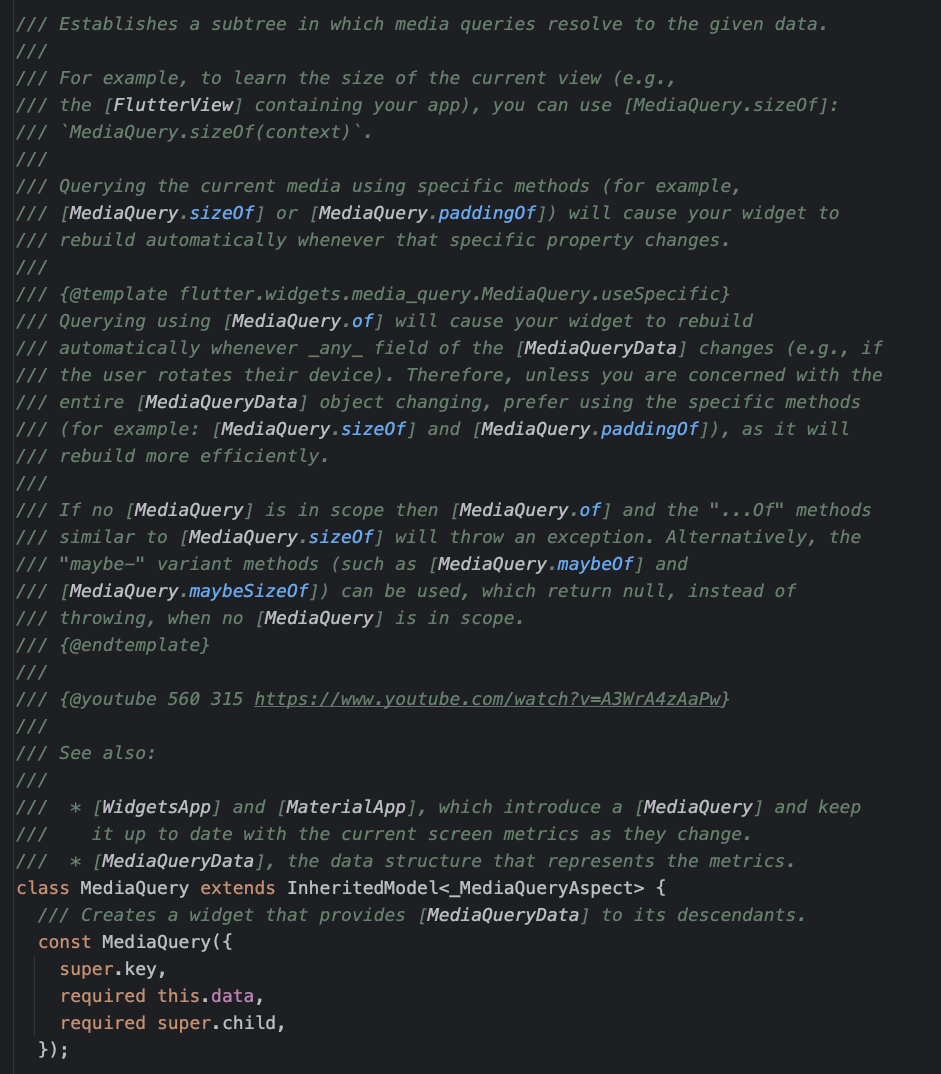 /// Establishes a subtree in which media queries resolve to the given data.
///
/// For example, to learn the size of the current view (e.g.,
/// the [FlutterView] containing your app), you can use [MediaQuery.sizeOf]:
/// `MediaQuery.sizeOf(context)`.
///
/// Querying the current media using specific methods (for example,
/// [MediaQuery.sizeOf] or [MediaQuery.paddingOf]) will cause your widget to
/// rebuild automatically whenever that specific property changes.
///
/// {@template flutter.widgets.media_query.MediaQuery.useSpecific}
/// Querying using [MediaQuery.of] will cause your widget to rebuild
/// automatically whenever _any_ field of the [MediaQueryData] changes (e.g., if
/// the user rotates their device). Therefore, unless you are concerned with the
/// entire [MediaQueryData] object changing, prefer using the specific methods
/// (for example: [MediaQuery.sizeOf] and [MediaQuery.paddingOf]), as it will
/// rebuild more efficiently.
///
/// If no [MediaQuery] is in scope then [MediaQuery.of] and the "...Of" methods
/// similar to [MediaQuery.sizeOf] will throw an exception. Alternatively, the
/// "maybe-" variant methods (such as [MediaQuery.maybeOf] and
/// [MediaQuery.maybeSizeOf]) can be used, which return null, instead of
/// throwing, when no [MediaQuery] is in scope.
/// {@endtemplate}
///
/// {@youtube 560 315 https://www.youtube.com/watch?v=A3WrA4zAaPw}
///
/// See also:
///
///  * [WidgetsApp] and [MaterialApp], which introduce a [MediaQuery] and keep
///    it up to date with the current screen metrics as they change.
///  * [MediaQueryData], the data structure that represents the metrics.
class MediaQuery extends InheritedModel<_MediaQueryAspect> {
  /// Creates a widget that provides [MediaQueryData] to its descendants.
  const MediaQuery({
    super.key,
    required this.data,
    required super.child,
  });